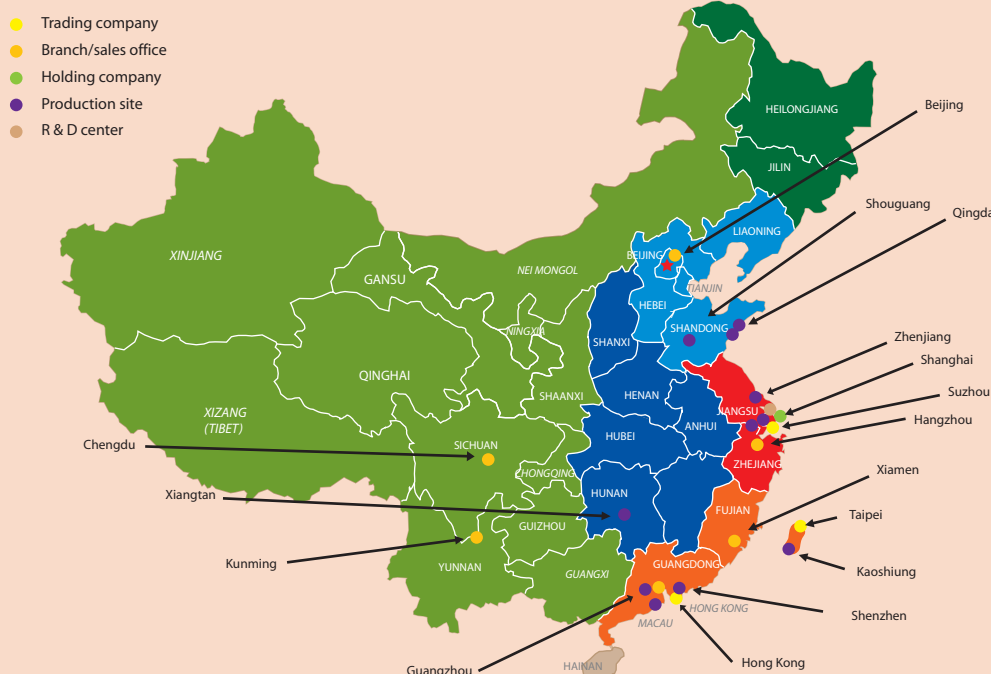 Trading company
Branch/sales office
Holding company
Production site
R & D center
HEILONGJIANG
Beijing
JILIN
Shouguang
Qingda
LIAONING
XINJIANG
BEIJING
NEI MONGOL
GANSU
TIANJIN
HEBEI
SHANDONG
NINGXIA
SHANXI
Zhenjiang
Shanghai
QINGHAI
Suzhou
SHAANXI
HENAN
JIANGSU
XIZANG
(TIBET)
Hangzhou
ANHUI
HUBEI
Chengdu
SICHUAN
ZHEJIANG
CHONGQING
Xiamen
Xiangtan
HUNAN
FUJIAN
Taipei
GUIZHOU
Kunming
YUNNAN
GUANGXI
GUANGDONG
Kaoshiung
HONG KONG
Shenzhen
MACAU
Guangzhou
HAINAN
Hong Kong